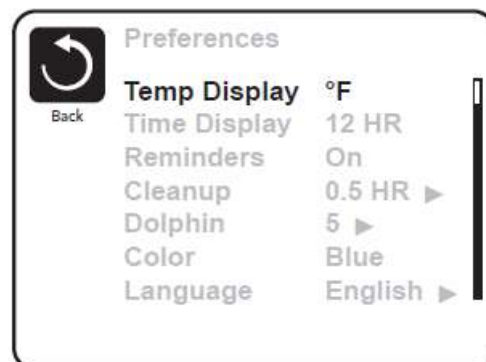 Preferences
Back
Temp Display °F
Time Display 12 HR
Reminders On
Cleanup 0.5 HR ▶
Dolphin 5 ▶
Color Blue
Language English ▶